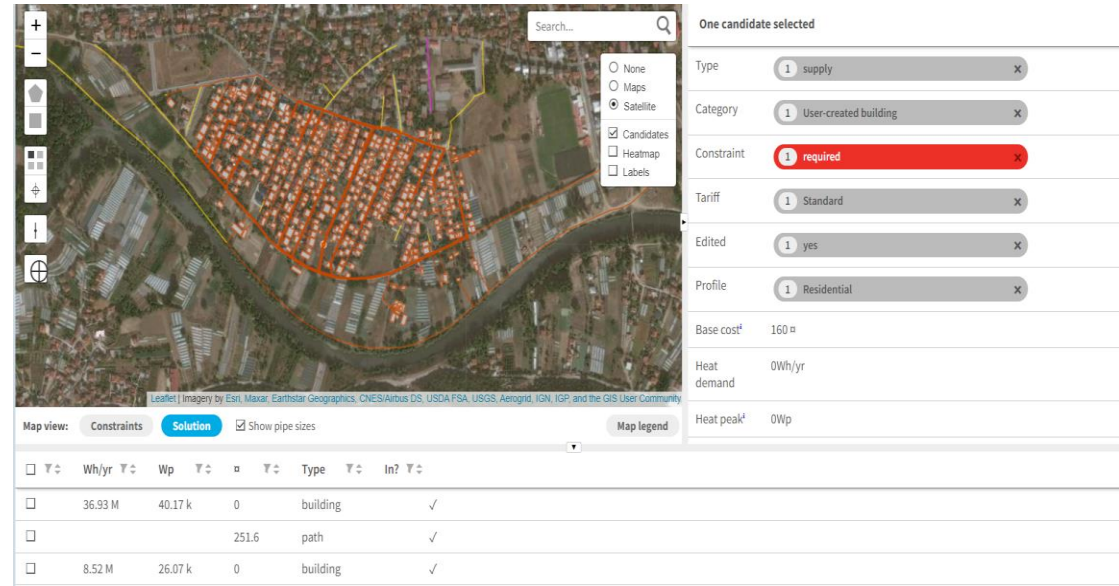 +
−
Search...
None
Maps
Satellite
Candidates
Heatmap
Labels
Leaflet | Imagery by Esri, Maxar, Earthstar Geographics, CNES/Airbus DS, USDA FSA, USGS, Aerogrid, IGN, IGP, and the GIS User Community
Map view: Constraints Solution Show pipe sizes Map legend
One candidate selected
Type 1 supply x
Category 1 User-created building x
Constraint 1 required x
Tariff 1 Standard x
Edited 1 yes x
Profile 1 Residential x
Base cost 160 ¤
Heat demand 0Wh/yr
Heat peak 0Wp
Wh/yr Wp ¤ Type In?
36.93 M 40.17 k 0 building ✓
251.6 path ✓
8.52 M 26.07 k 0 building ✓